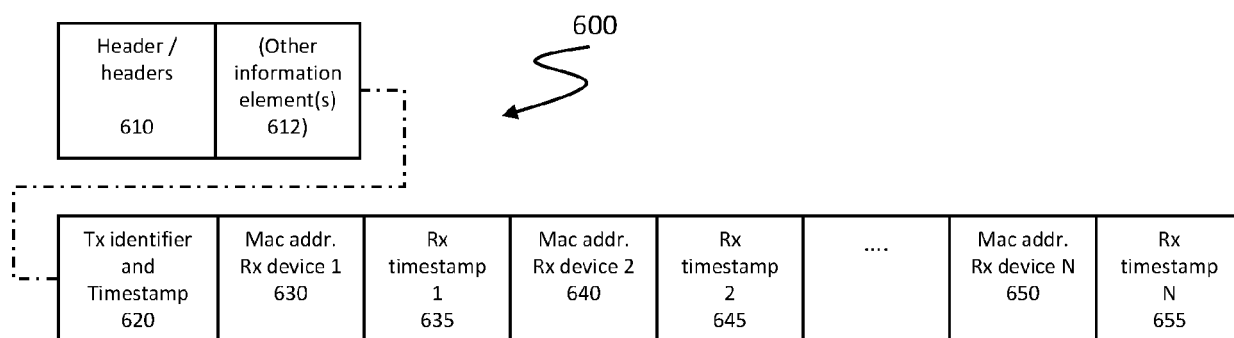 600
Header /
headers
610
(Other
information
element(s)
612)
Tx identifier
and
Timestamp
620
Mac addr.
Rx device 1
630
Rx
timestamp
1
635
Mac addr.
Rx device 2
640
Rx
timestamp
2
645
....
Mac addr.
Rx device N
650
Rx
timestamp
N
655